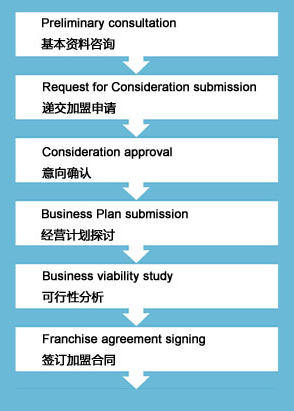 Preliminary consultation
基本资料咨询
Request for Consideration submission
递交加盟申请
Consideration approval
意向确认
Business Plan submission
经营计划探讨
Business viability study
可行性分析
Franchise agreement signing
签订加盟合同